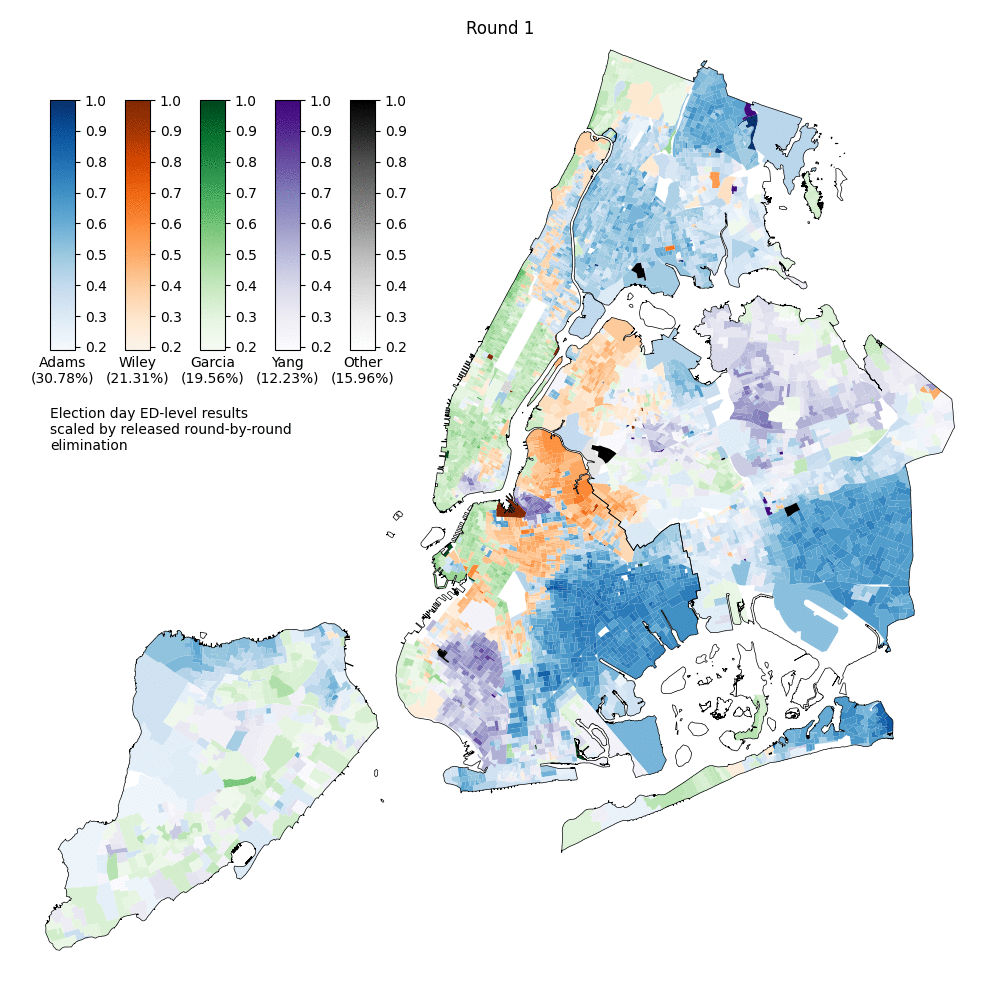 Round 1
1.0 1.0 1.0 1.0 1.0
0.9 0.9 0.9 0.9 0.9
0.8 0.8 0.8 0.8 0.8
0.7 0.7 0.7 0.7 0.7
0.6 0.6 0.6 0.6 0.6
0.5 0.5 0.5 0.5 0.5
0.4 0.4 0.4 0.4 0.4
0.3 0.3 0.3 0.3 0.3
0.2 0.2 0.2 0.2 0.2
Adams Wiley Garcia Yang Other
(30.78%) (21.31%) (19.56%) (12.23%) (15.96%)
Election day ED-level results
scaled by released round-by-round
elimination